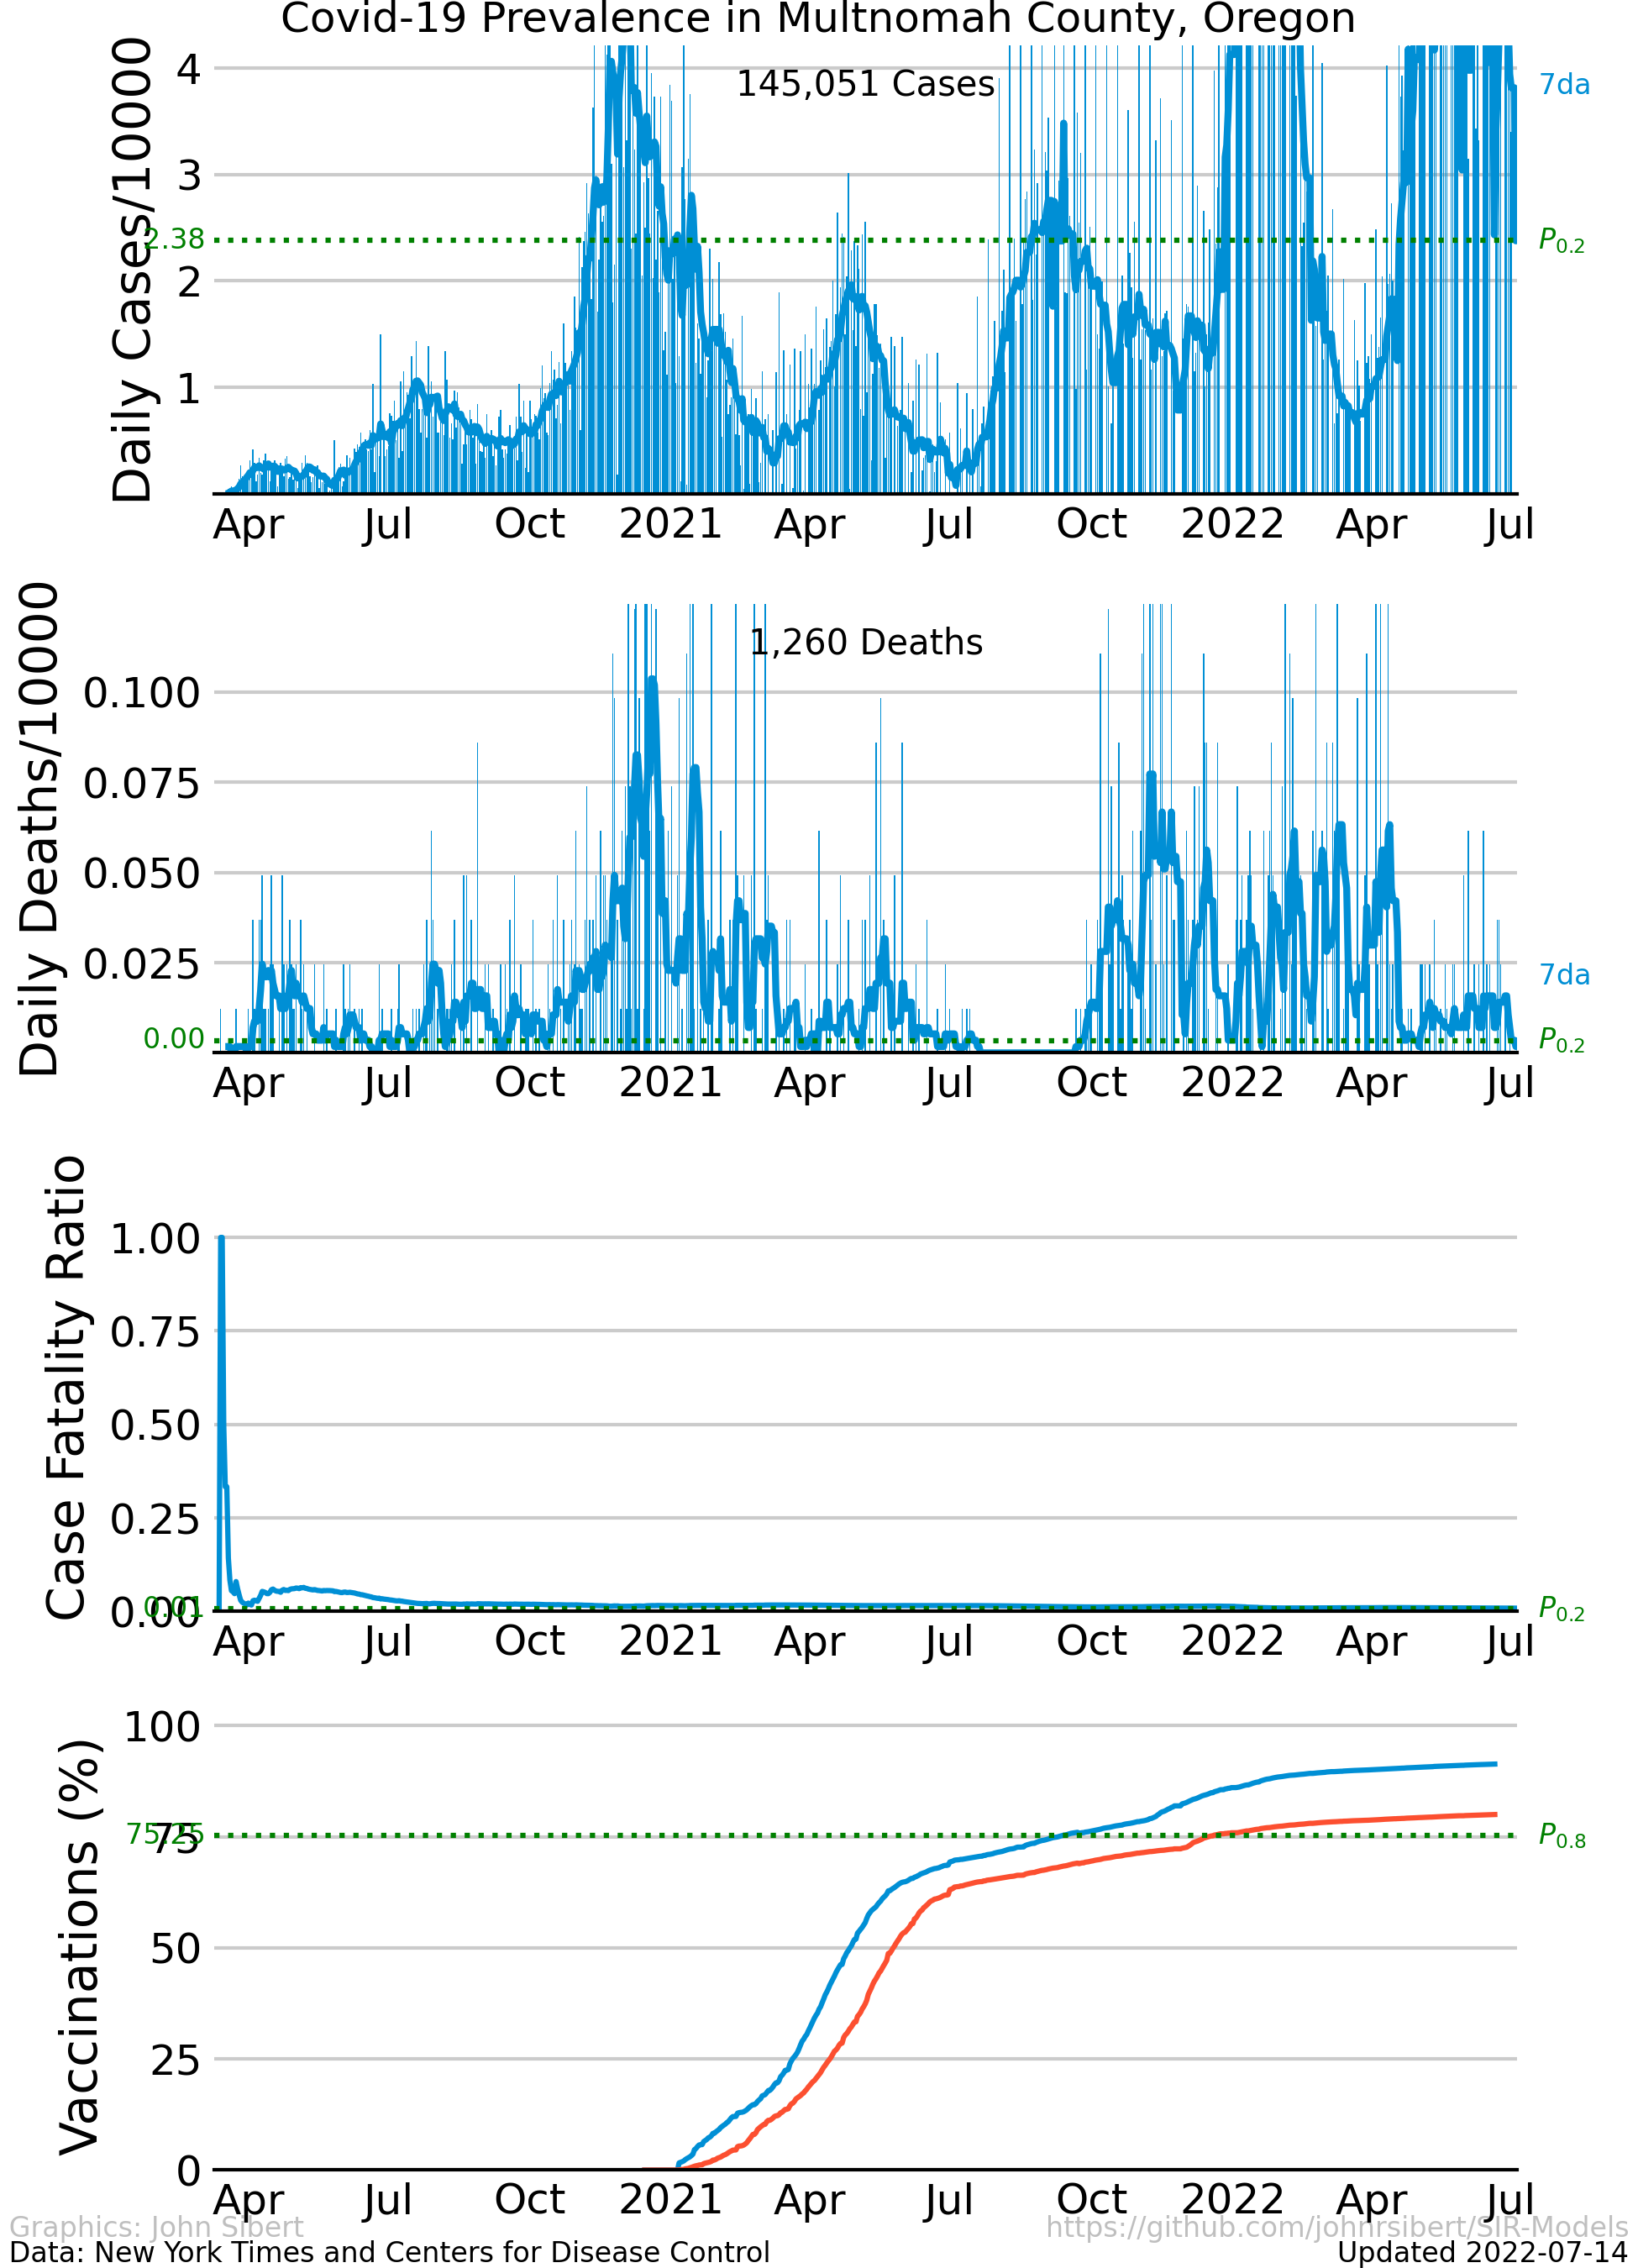 Covid-19 Prevalence in Multnomah County, Oregon
Daily Cases/10000
4
3
2
1
2.38
145,051 Cases
7da
P0.2
Apr Jul Oct 2021 Apr Jul Oct 2022 Apr Jul
Daily Deaths/10000
0.100
0.075
0.050
0.025
0.00
1,260 Deaths
7da
P0.2
Apr Jul Oct 2021 Apr Jul Oct 2022 Apr Jul
Case Fatality Ratio
1.00
0.75
0.50
0.25
0.00
0.01
P0.2
Apr Jul Oct 2021 Apr Jul Oct 2022 Apr Jul
Vaccinations (%)
100
75
75.25
50
25
0
P0.8
Apr Jul Oct 2021 Apr Jul Oct 2022 Apr Jul
Graphics: John Sibert
https://github.com/johnrsibert/SIR-Models
Data: New York Times and Centers for Disease Control
Updated 2022-07-14